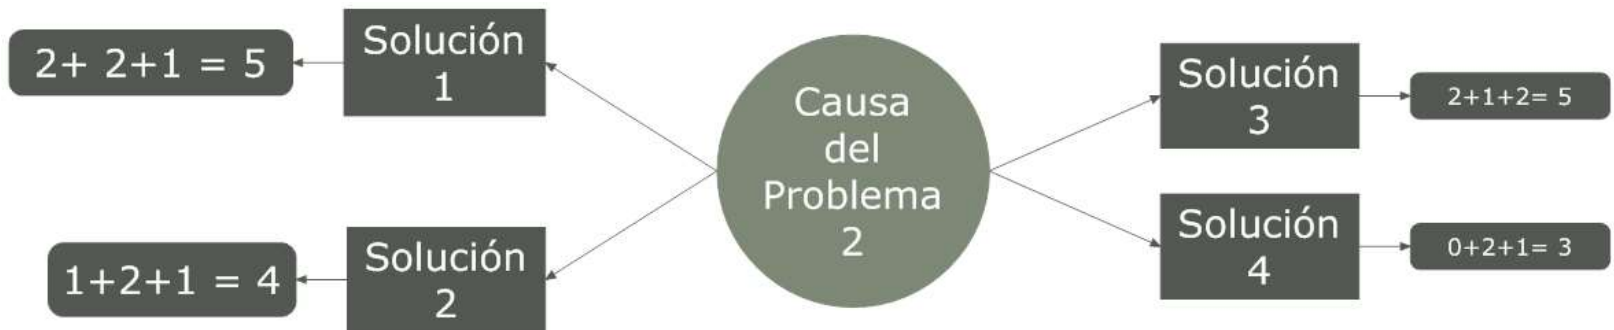 2+ 2+1 = 5
Solución
1
1+2+1 = 4
Solución
2
Causa
del
Problema
2
Solución
3
2+1+2= 5
Solución
4
0+2+1= 3